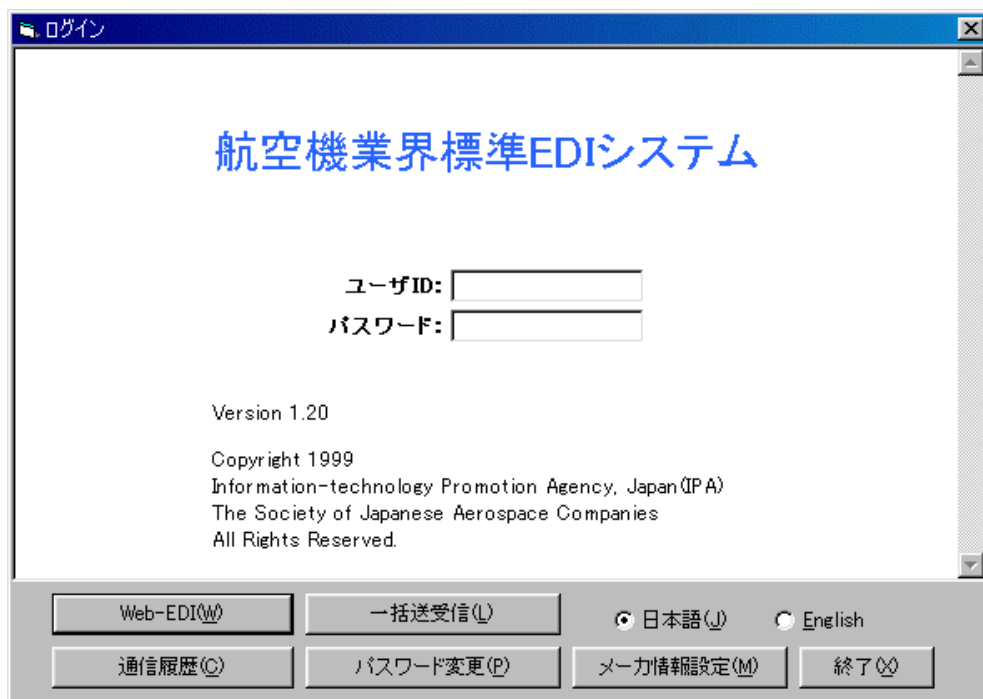 ログイン
航空機業界標準EDIシステム
ユーザID:
パスワード:
Version 1.20
Copyright 1999
Information-technology Promotion Agency, Japan(IPA)
The Society of Japanese Aerospace Companies
All Rights Reserved.
Web-EDI(W) 一括送受信(L) 日本語(J) English
通信履歴(C) パスワード変更(P) メーカ情報設定(M) 終了(X)